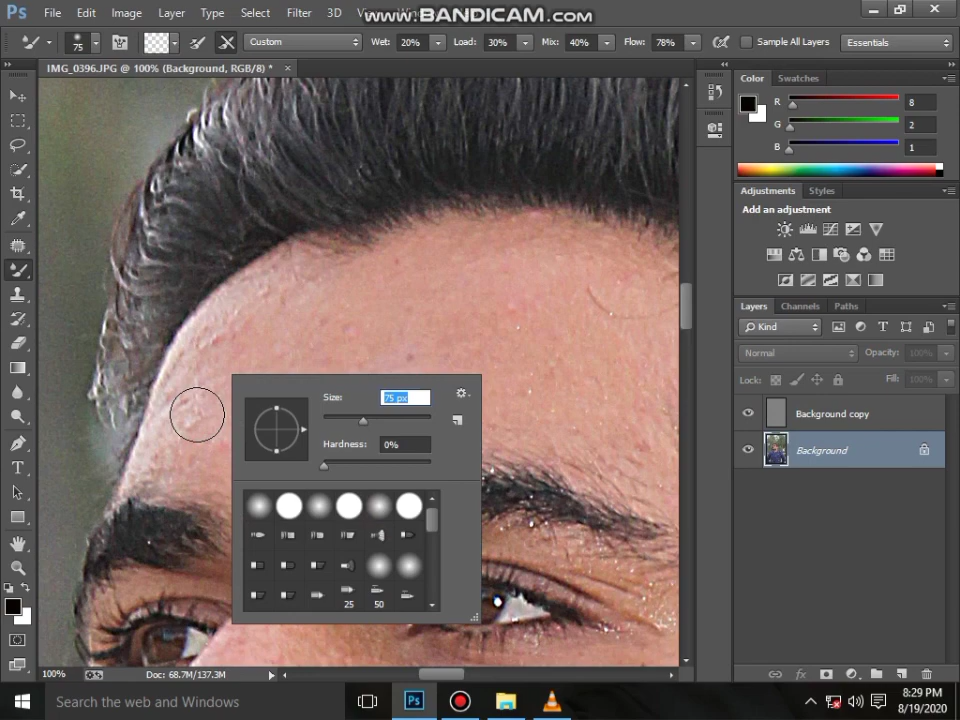 Ps File Edit Image Layer Type Select Filter 3D
www.BANDICAM.com
75 Custom Wet: 20% Load: 30% Mix: 40% Flow: 78% Sample All Layers Essentials
IMG_0396.JPG @ 100% (Background, RGB/8) * ×
Color Swatches
R 8
G 2
B 1
Adjustments Styles
Add an adjustment
Layers Channels Paths
Kind
Normal Opacity: 100%
Lock: Fill: 100%
Background copy
Background
Size: 75 px
Hardness: 0%
25 50
100% Doc: 68.7M/137.3M
Search the web and Windows
Ps
8:29 PM
8/19/2020